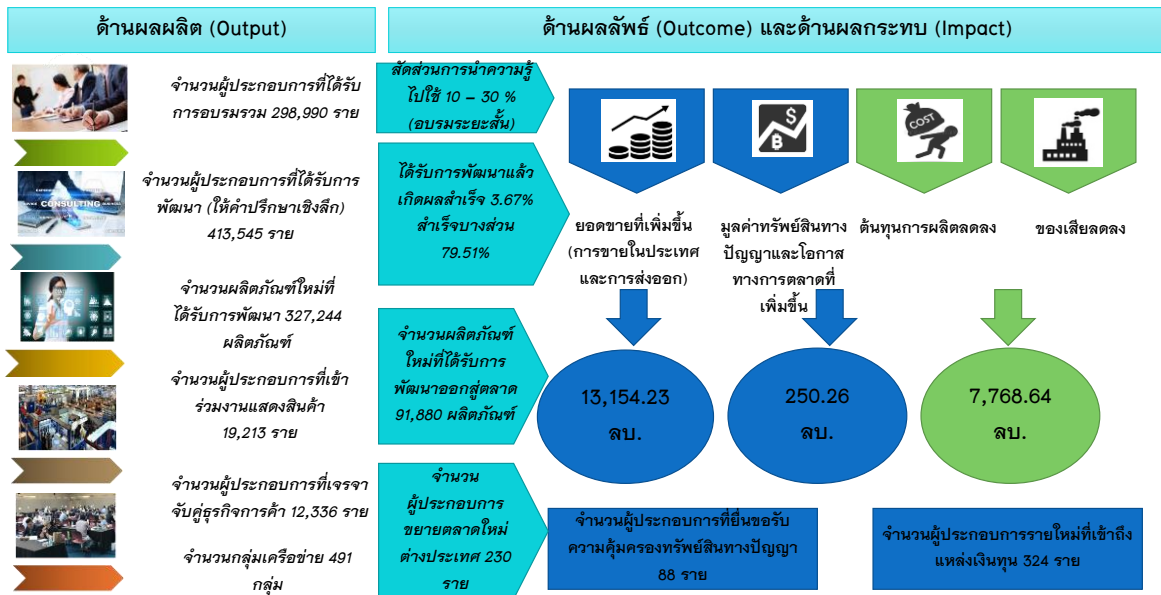 ด้านผลผลิต (Output)
จำนวนผู้ประกอบการที่ได้รับ
การอบรมรวม 298,990 ราย
CONSULTING
จำนวนผู้ประกอบการที่ได้รับการ
พัฒนา (ให้คำปรึกษาเชิงลึก)
413,545 ราย
จำนวนผลิตภัณฑ์ใหม่ที่
ได้รับการพัฒนา 327,244
ผลิตภัณฑ์
จำนวนผู้ประกอบการที่เข้า
ร่วมงานแสดงสินค้า
19,213 ราย
จำนวนผู้ประกอบการที่เจรจา
จับคู่ธุรกิจการค้า 12,336 ราย
จำนวนกลุ่มเครือข่าย 491
กลุ่ม
ด้านผลลัพธ์ (Outcome) และด้านผลกระทบ (Impact)
สัดส่วนการนำความรู้
ไปใช้ 10 – 30 %
(อบรมระยะสั้น)
ได้รับการพัฒนาแล้ว
เกิดผลสำเร็จ 3.67%
สำเร็จบางส่วน
79.51%
จำนวนผลิตภัณฑ์
ใหม่ที่ได้รับการ
พัฒนาออกสู่ตลาด
91,880 ผลิตภัณฑ์
จำนวน
ผู้ประกอบการ
ขยายตลาดใหม่
ต่างประเทศ 230
ราย
ยอดขายที่เพิ่มขึ้น
(การขายในประเทศ
และการส่งออก)
13,154.23
ลบ.
$
฿
มูลค่าทรัพย์สินทาง
ปัญญาและโอกาส
ทางการตลาดที่
เพิ่มขึ้น
250.26
ลบ.
COST
ต้นทุนการผลิตลดลง
7,768.64
ลบ.
ของเสียลดลง
จำนวนผู้ประกอบการที่ยื่นขอรับ
ความคุ้มครองทรัพย์สินทางปัญญา
88 ราย
จำนวนผู้ประกอบการรายใหม่ที่เข้าถึง
แหล่งเงินทุน 324 ราย